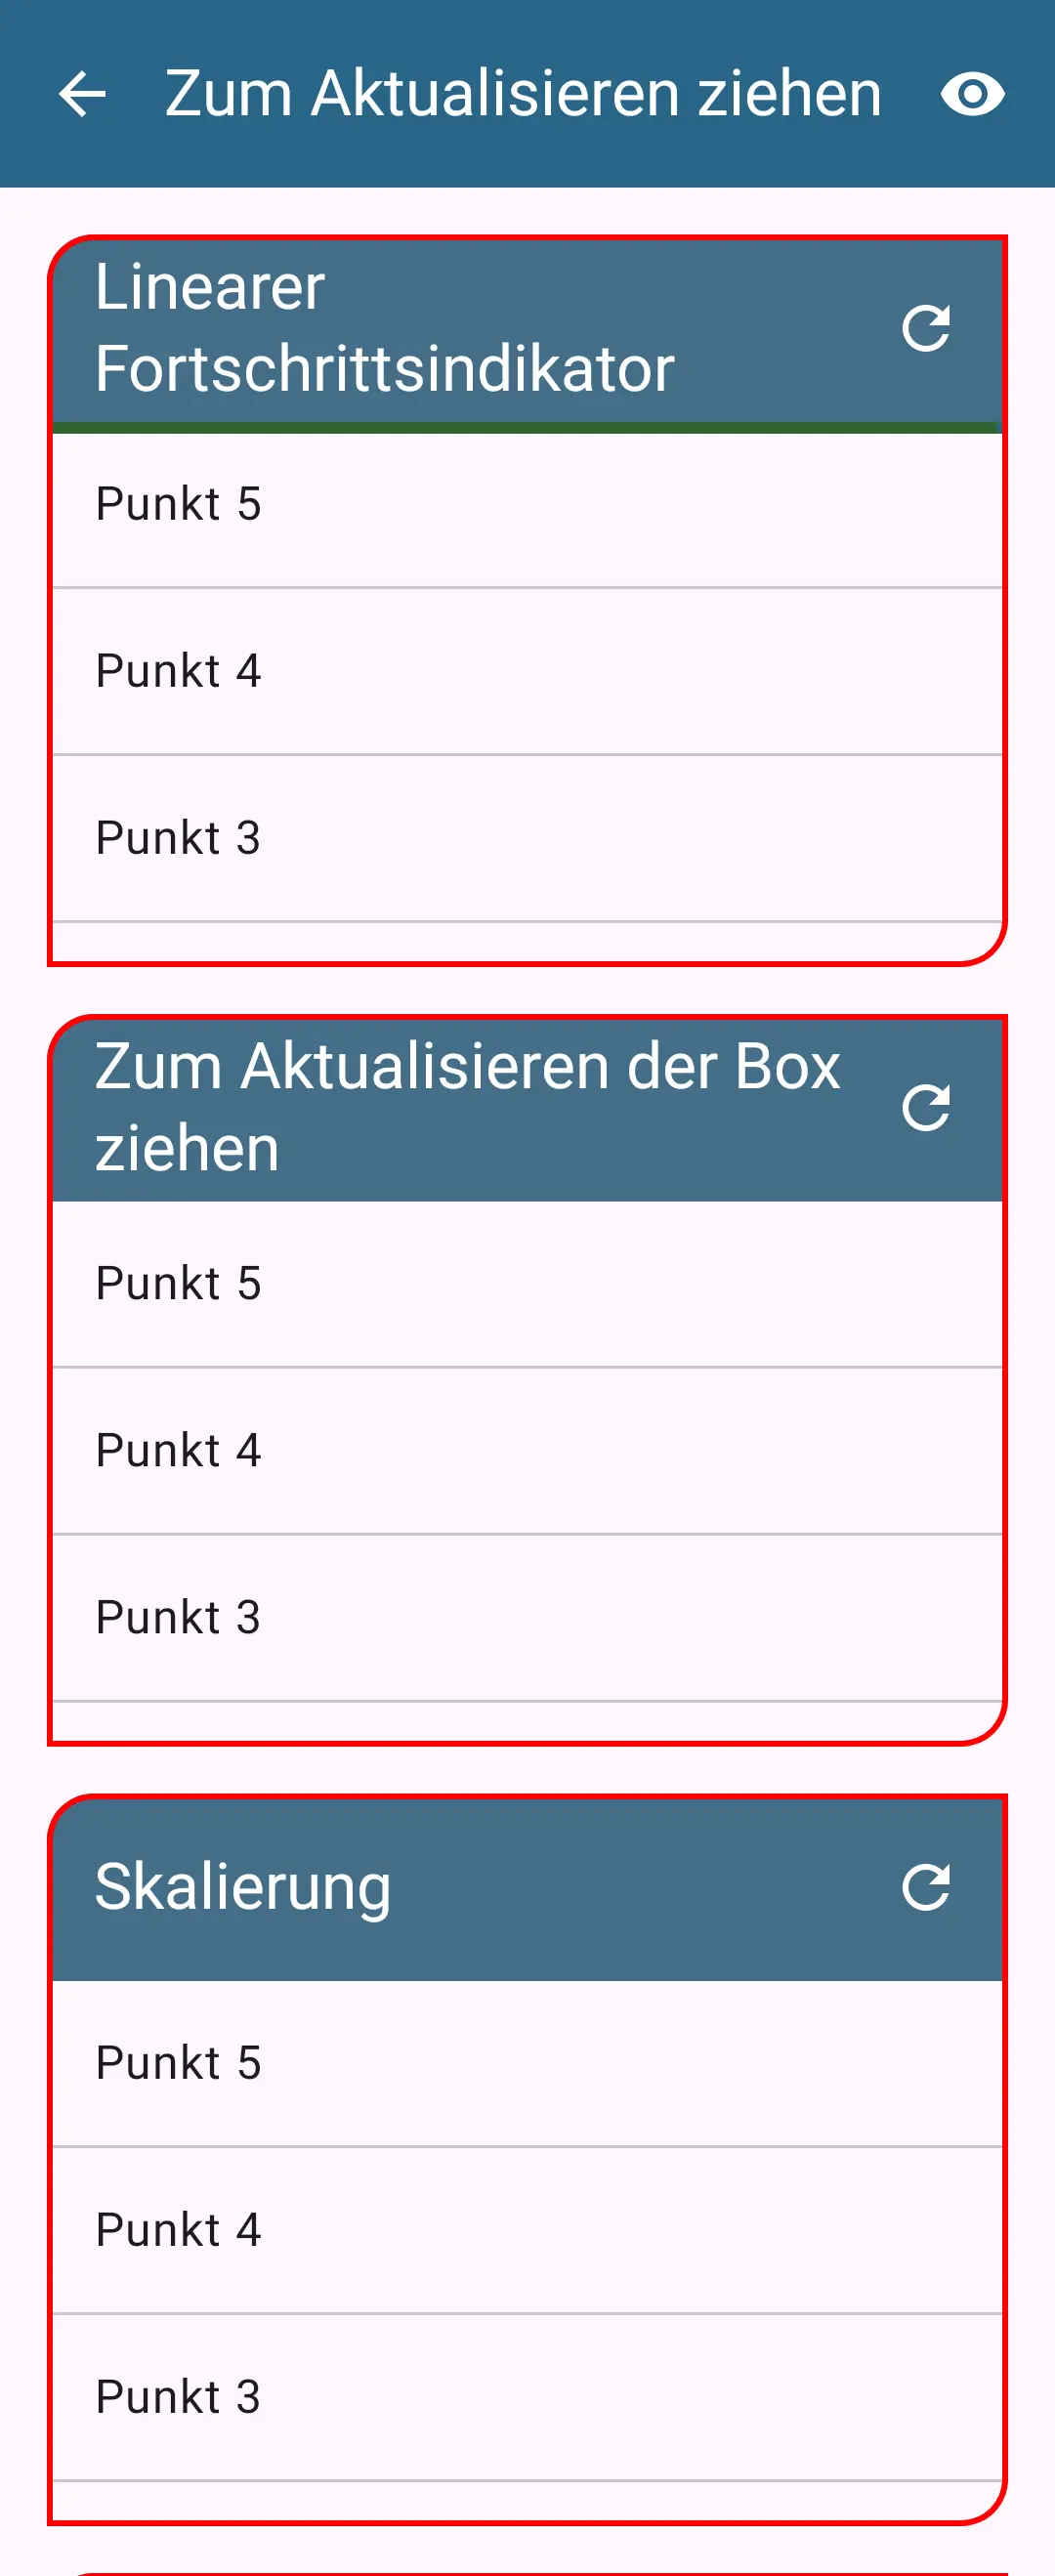 Zum Aktualisieren ziehen
Linearer
Fortschrittsindikator
Punkt 5
Punkt 4
Punkt 3
Zum Aktualisieren der Box
ziehen
Punkt 5
Punkt 4
Punkt 3
Skalierung
Punkt 5
Punkt 4
Punkt 3